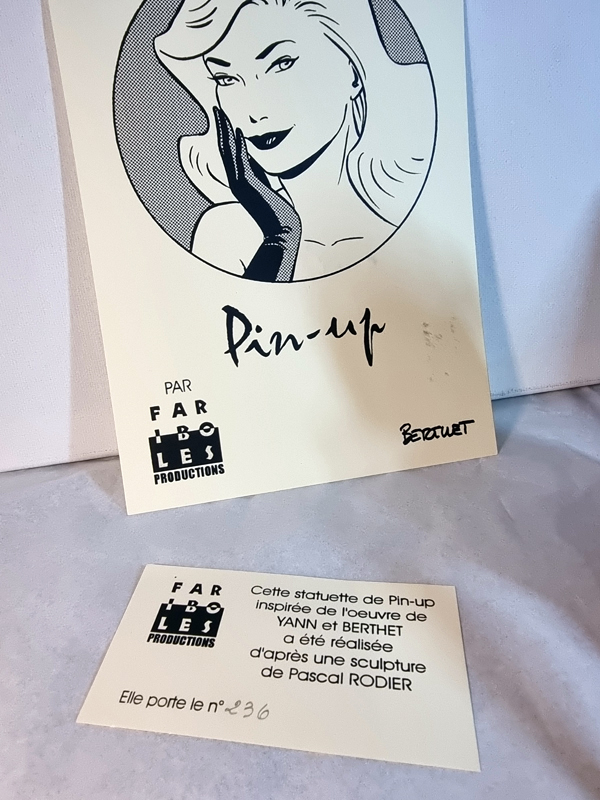 Pin-up
PAR
FAR
IBO
LES
PRODUCTIONS
BERTHET
FAR
IBO
LES
PRODUCTIONS
Cette statuette de Pin-up
inspirée de l'oeuvre de
YANN et BERTHET
a été réalisée
d'après une sculpture
de Pascal RODIER
Elle porte le n° 236